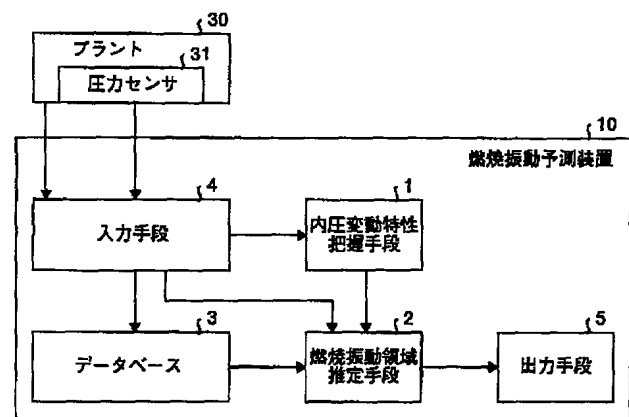 30
プラント
31
圧力センサ
10
燃焼振動予測装置
4
入力手段
1
内圧変動特性
把握手段
3
データベース
2
燃焼振動領域
推定手段
5
出力手段